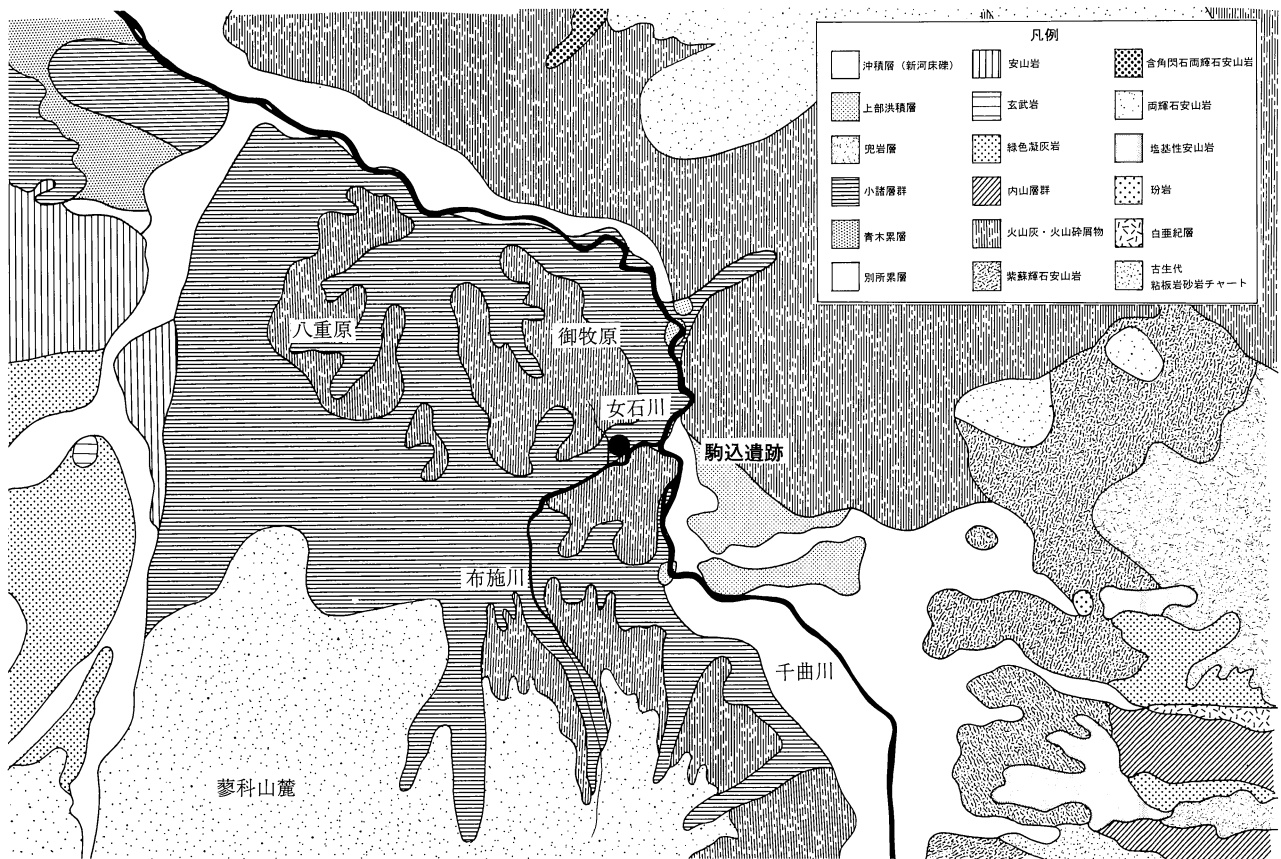 凡例
沖積層（新河床礫）
上部洪積層
兜岩層
小諸層群
青木累層
別所累層
安山岩
玄武岩
緑色凝灰岩
内山層群
火山灰・火山砕屑物
紫蘇輝石安山岩
含角閃石両輝石安山岩
両輝石安山岩
塩基性安山岩
玢岩
白亜紀層
古生代
粘板岩砂岩チャート
八重原
御牧原
女石川
駒込遺跡
布施川
千曲川
蓼科山麓